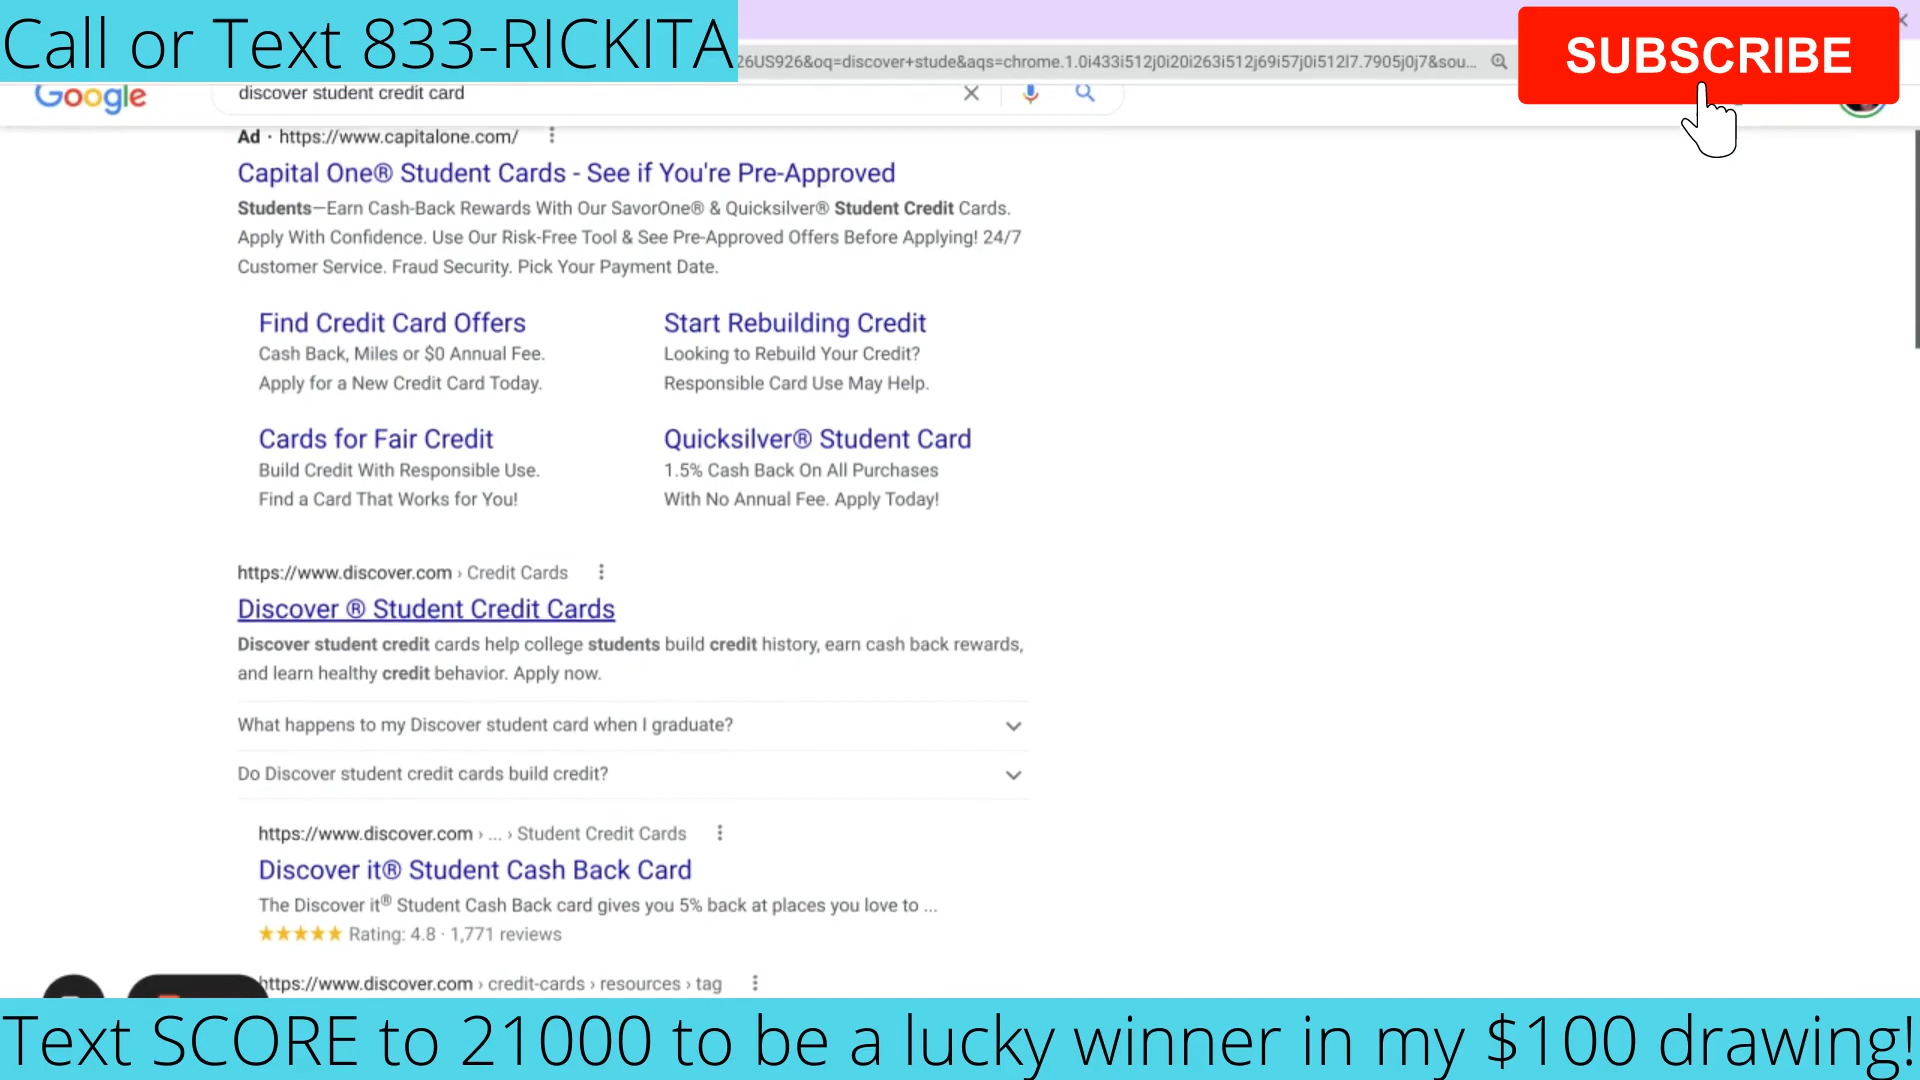 Call or Text 833-RICKITA
26US926&oq=discover+stude&aqs=chrome.1.0i433i512j0i20i263i512j69i57j0i512l7.7905j0j7&sou...
SUBSCRIBE
Google
discover student credit card
Ad · https://www.capitalone.com/
Capital One® Student Cards - See if You're Pre-Approved
Students—Earn Cash-Back Rewards With Our SavorOne® & Quicksilver® Student Credit Cards.
Apply With Confidence. Use Our Risk-Free Tool & See Pre-Approved Offers Before Applying! 24/7
Customer Service. Fraud Security. Pick Your Payment Date.
Find Credit Card Offers
Cash Back, Miles or $0 Annual Fee.
Apply for a New Credit Card Today.
Start Rebuilding Credit
Looking to Rebuild Your Credit?
Responsible Card Use May Help.
Cards for Fair Credit
Build Credit With Responsible Use.
Find a Card That Works for You!
Quicksilver® Student Card
1.5% Cash Back On All Purchases
With No Annual Fee. Apply Today!
https://www.discover.com › Credit Cards
Discover ® Student Credit Cards
Discover student credit cards help college students build credit history, earn cash back rewards,
and learn healthy credit behavior. Apply now.
What happens to my Discover student card when I graduate?
Do Discover student credit cards build credit?
https://www.discover.com › ... › Student Credit Cards
Discover it® Student Cash Back Card
The Discover it® Student Cash Back card gives you 5% back at places you love to ...
Rating: 4.8 · 1,771 reviews
https://www.discover.com › credit-cards › resources › tag
Text SCORE to 21000 to be a lucky winner in my $100 drawing!